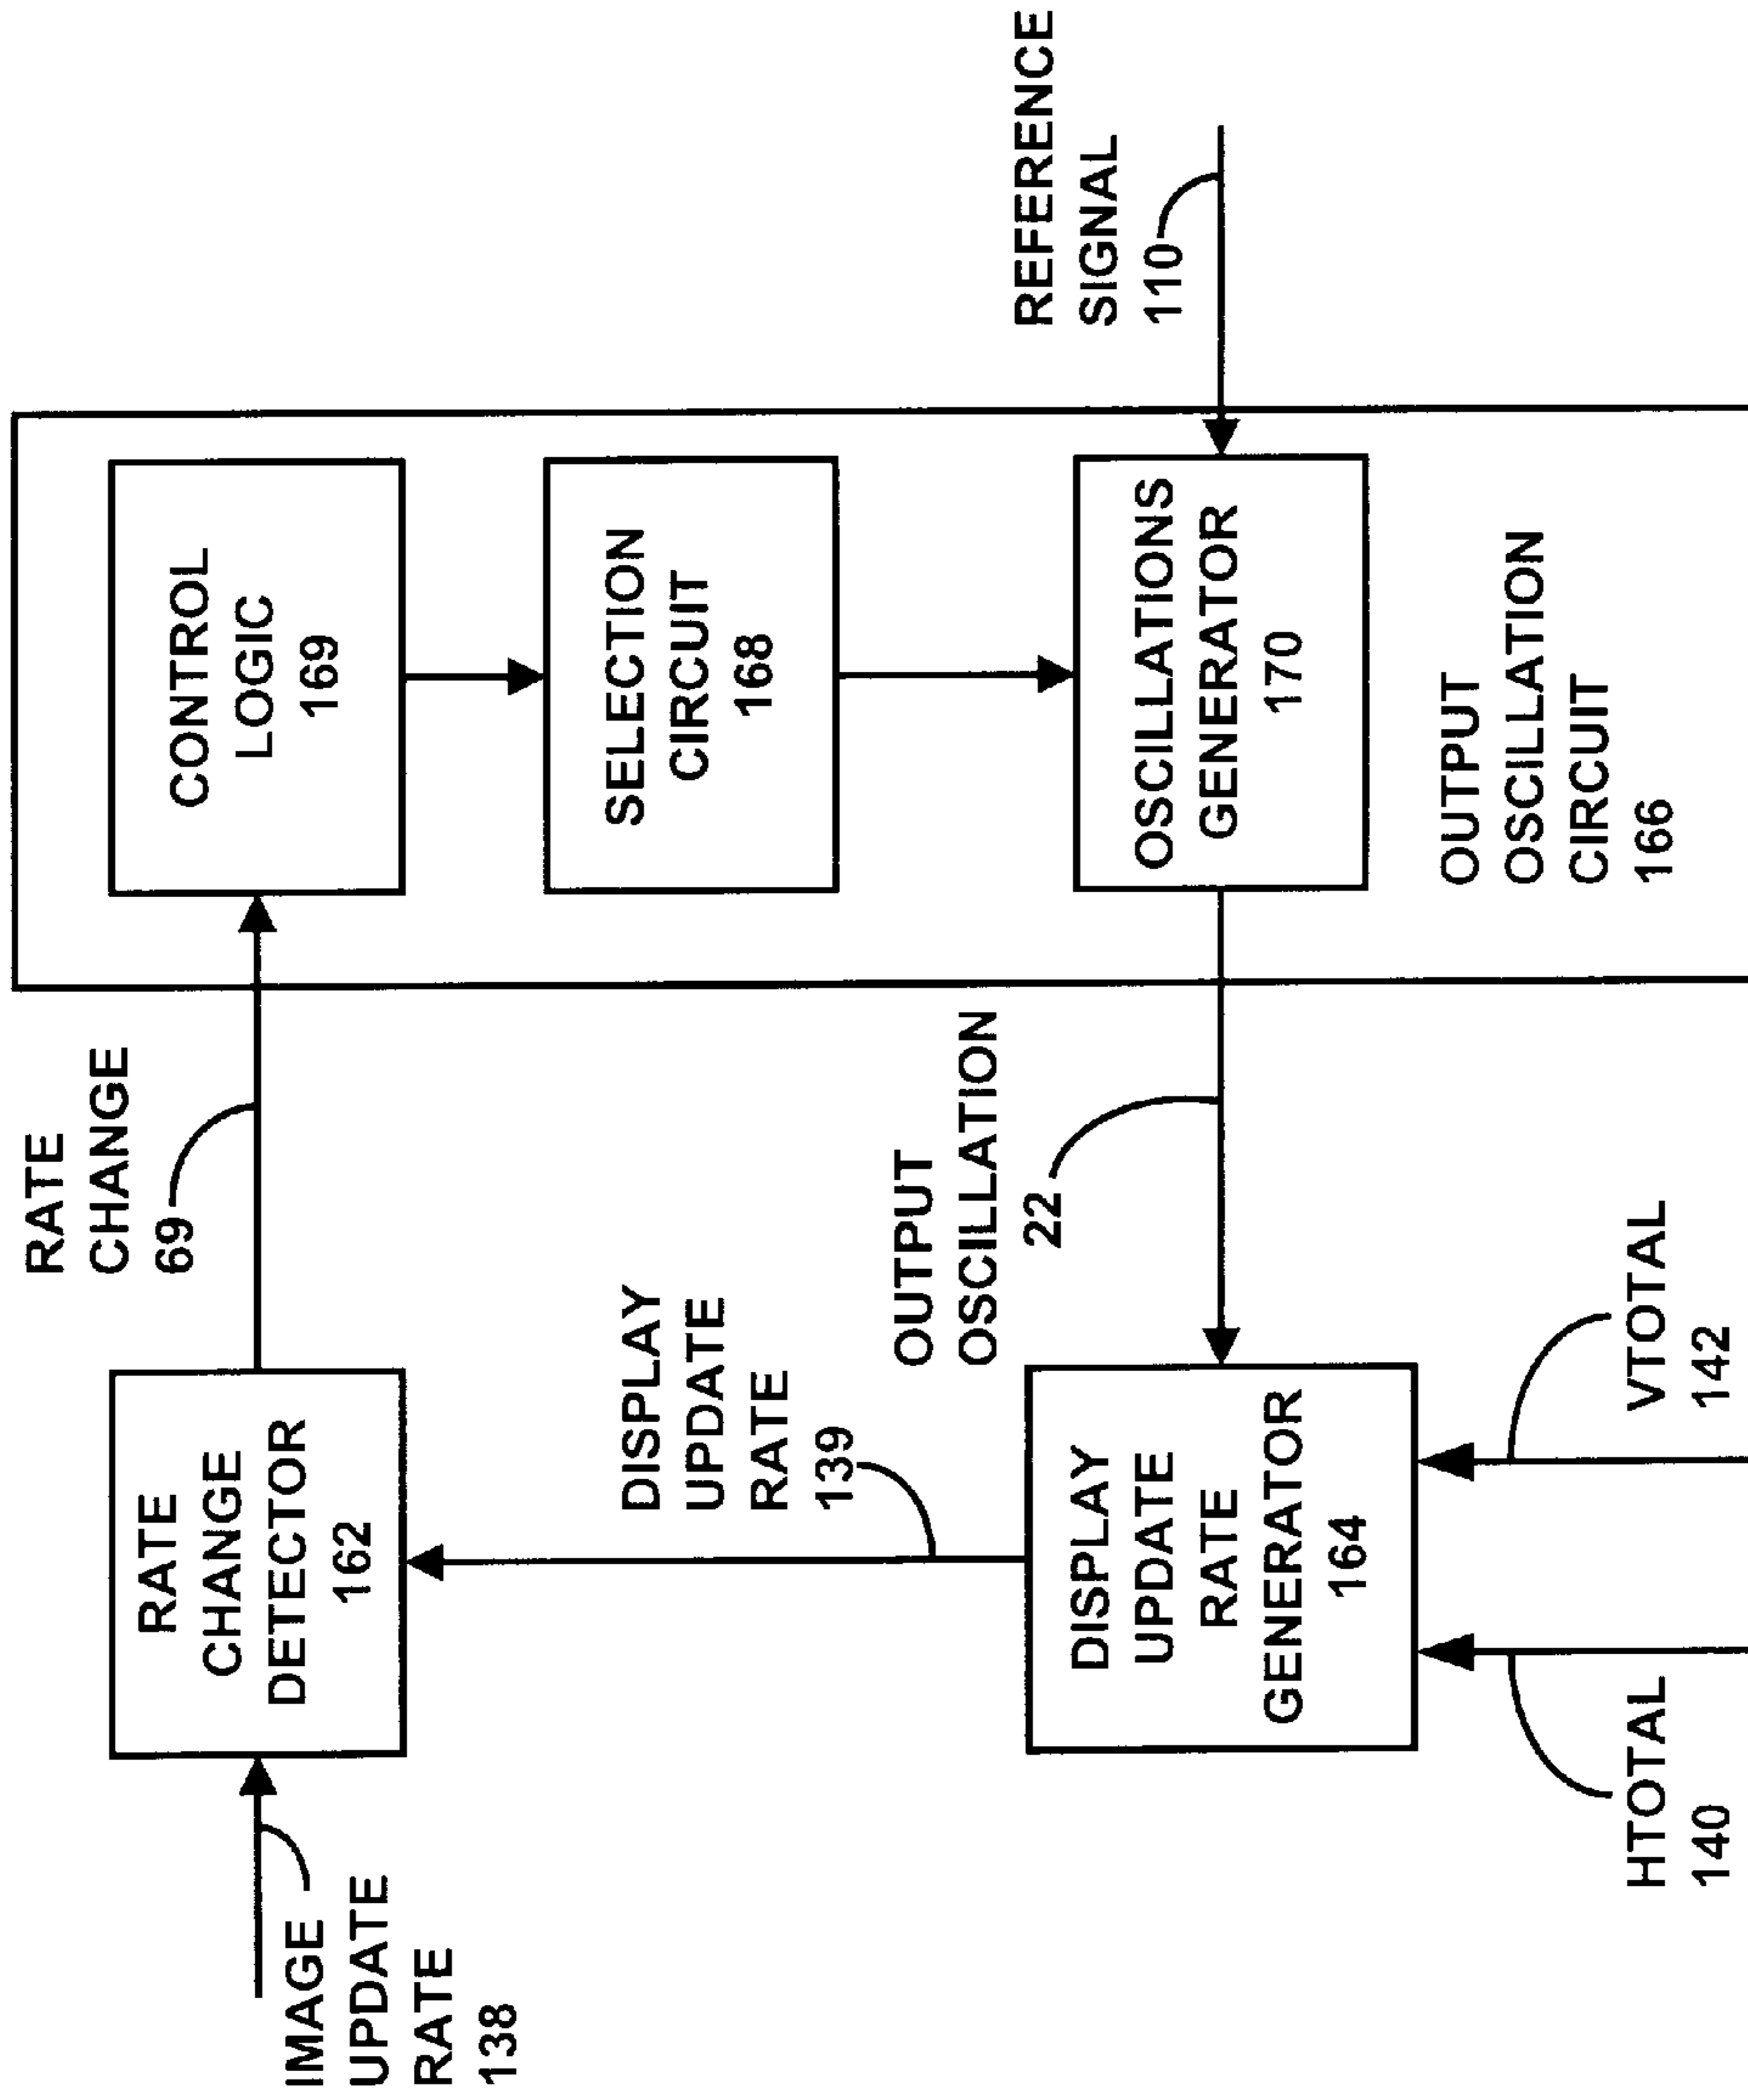 IMAGE
UPDATE
RATE
138
RATE
CHANGE
DETECTOR
162
RATE
CHANGE
69
CONTROL
LOGIC
169
SELECTION
CIRCUIT
168
DISPLAY
UPDATE
RATE
139
OUTPUT
OSCILLATION
22
REFERENCE
SIGNAL
110
DISPLAY
UPDATE
RATE
GENERATOR
164
OSCILLATIONS
GENERATOR
170
OUTPUT
OSCILLATION
CIRCUIT
166
HTOTAL
140
VTOTAL
142